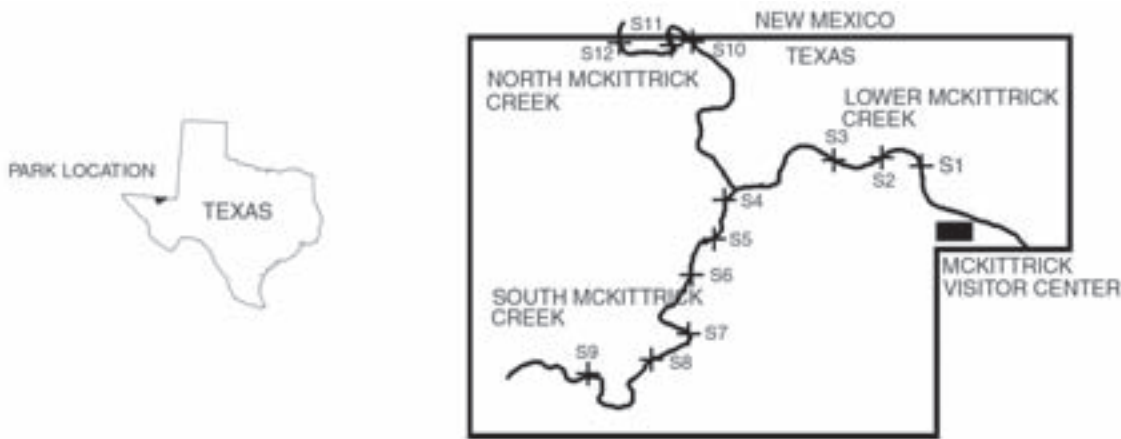 PARK LOCATION
TEXAS
NEW MEXICO
TEXAS
S11
S12
S10
NORTH MCKITTRICK
CREEK
LOWER MCKITTRICK
CREEK
S3
S2
S1
S4
S5
S6
MCKITTRICK
VISITOR CENTER
SOUTH MCKITTRICK
CREEK
S7
S8
S9